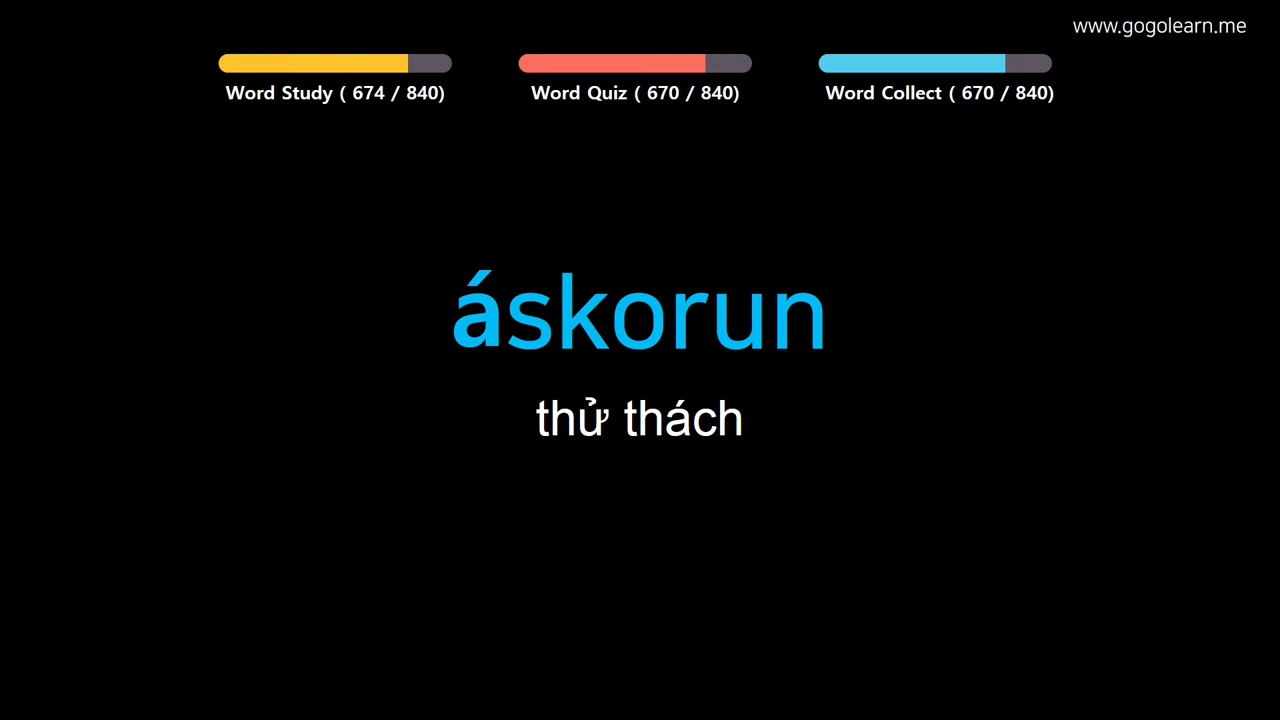 www.gogolearn.me
Word Study ( 674 / 840)
Word Quiz ( 670 / 840)
Word Collect ( 670 / 840)
áskorun
thử thách